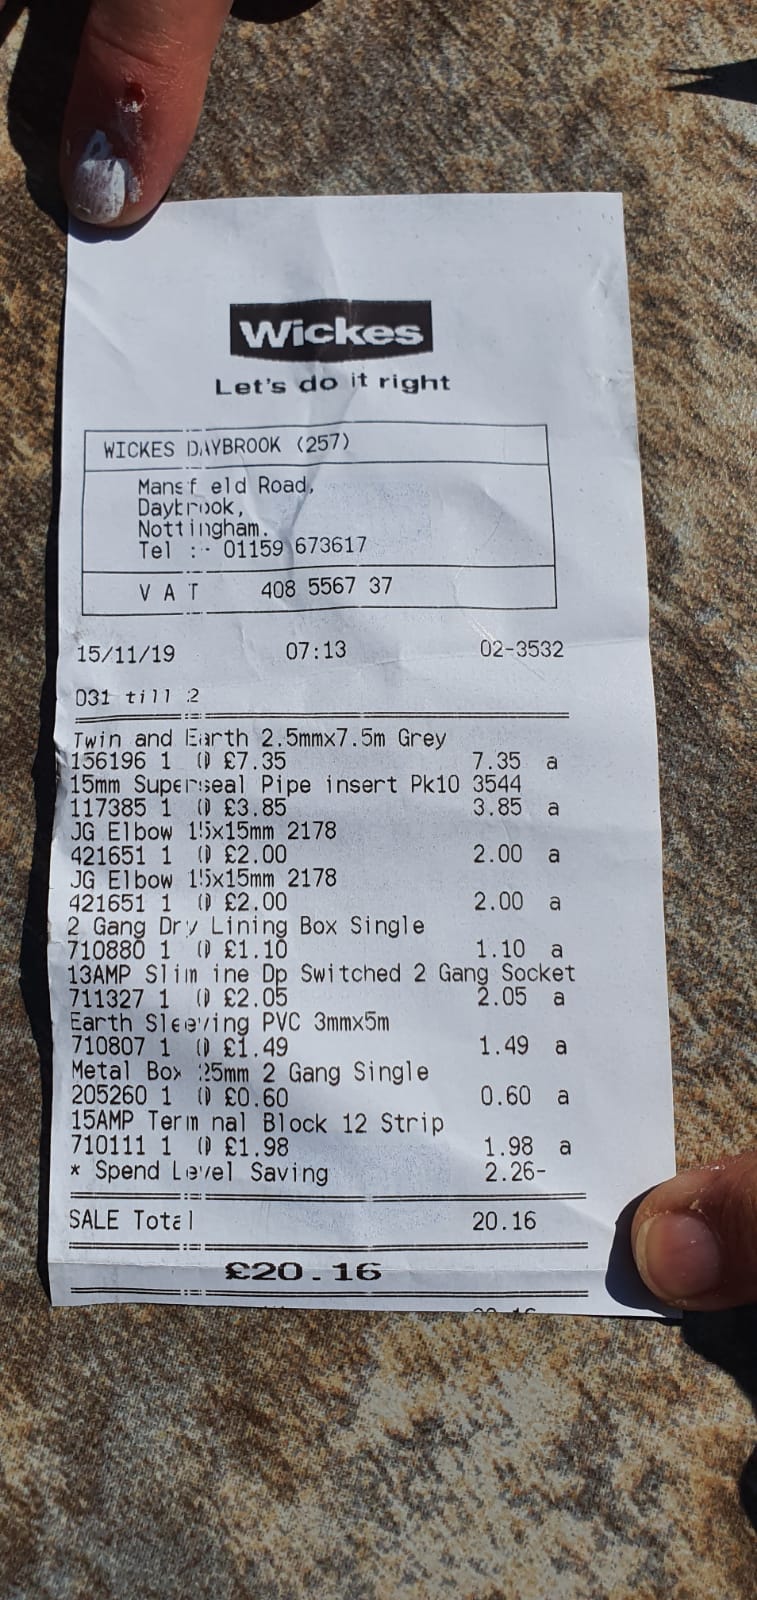 Wickes
Let's do it right
WICKES DAYBROOK (257)
Mansf eld Road,
Daybrook,
Nottingham.
Tel :- 01159 673617
V A T 408 5567 37
15/11/19 07:13 02-3532
031 till 2
Twin and Earth 2.5mmx7.5m Grey
156196 1 @ £7.35 7.35 a
15mm Superseal Pipe insert Pk10 3544
117385 1 @ £3.85 3.85 a
JG Elbow 15x15mm 2178
421651 1 @ £2.00 2.00 a
JG Elbow 15x15mm 2178
421651 1 @ £2.00 2.00 a
2 Gang Dry Lining Box Single
710880 1 @ £1.10 1.10 a
13AMP Slim ine Dp Switched 2 Gang Socket
711327 1 @ £2.05 2.05 a
Earth Sleeving PVC 3mmx5m
710807 1 @ £1.49 1.49 a
Metal Box 25mm 2 Gang Single
205260 1 @ £0.60 0.60 a
15AMP Term nal Block 12 Strip
710111 1 @ £1.98 1.98 a
* Spend Level Saving 2.26-
SALE Total 20.16
£20.16